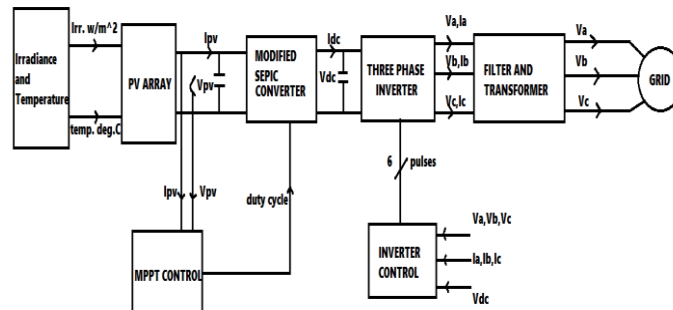 Irr. w/m^2
Irradiance
and
Temperature
temp. deg.C
PV ARRAY
Ipv
Vpv
MODIFIED
SEPIC
CONVERTER
Idc
Vdc
THREE PHASE
INVERTER
Va,Ia
Vb,Ib
Vc,Ic
FILTER AND
TRANSFORMER
Va
Vb
Vc
GRID
Ipv
Vpv
duty cycle
6 pulses
MPPT CONTROL
INVERTER
CONTROL
Va,Vb,Vc
Ia,Ib,Ic
Vdc